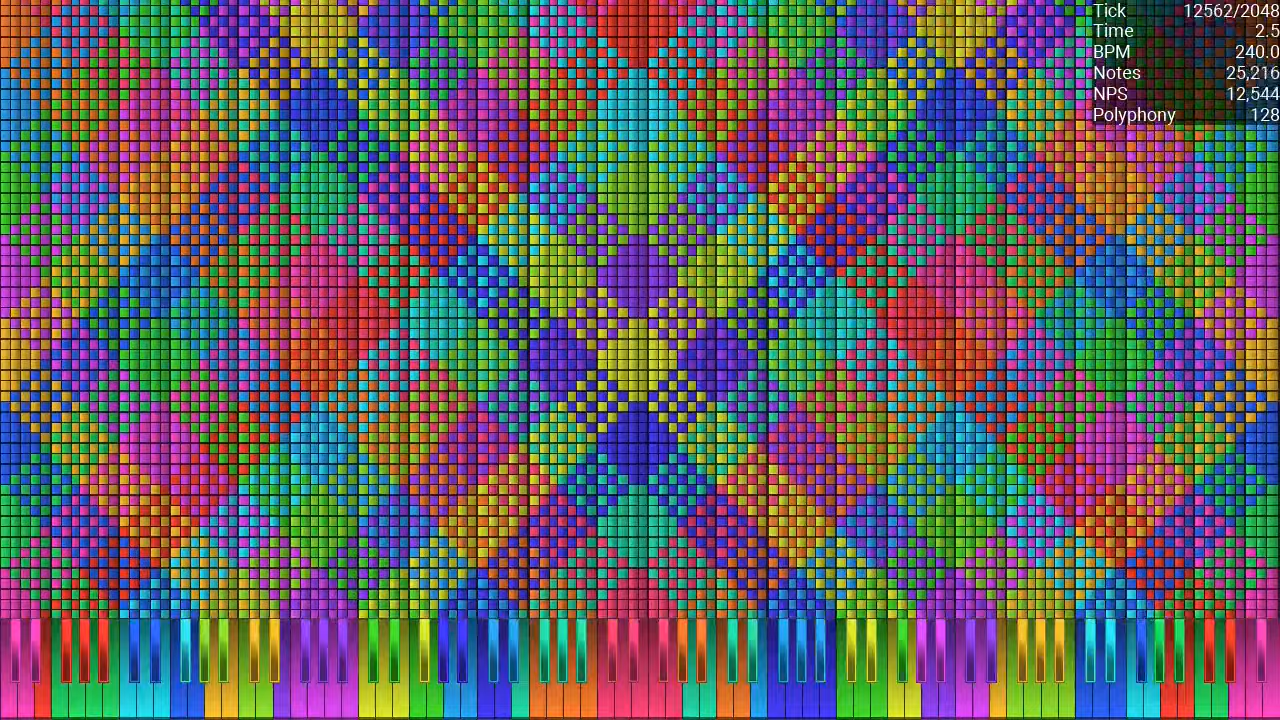 Tick 12562/2048
Time 2.5
BPM 240.0
Notes 25,216
NPS 12,544
Polyphony 128